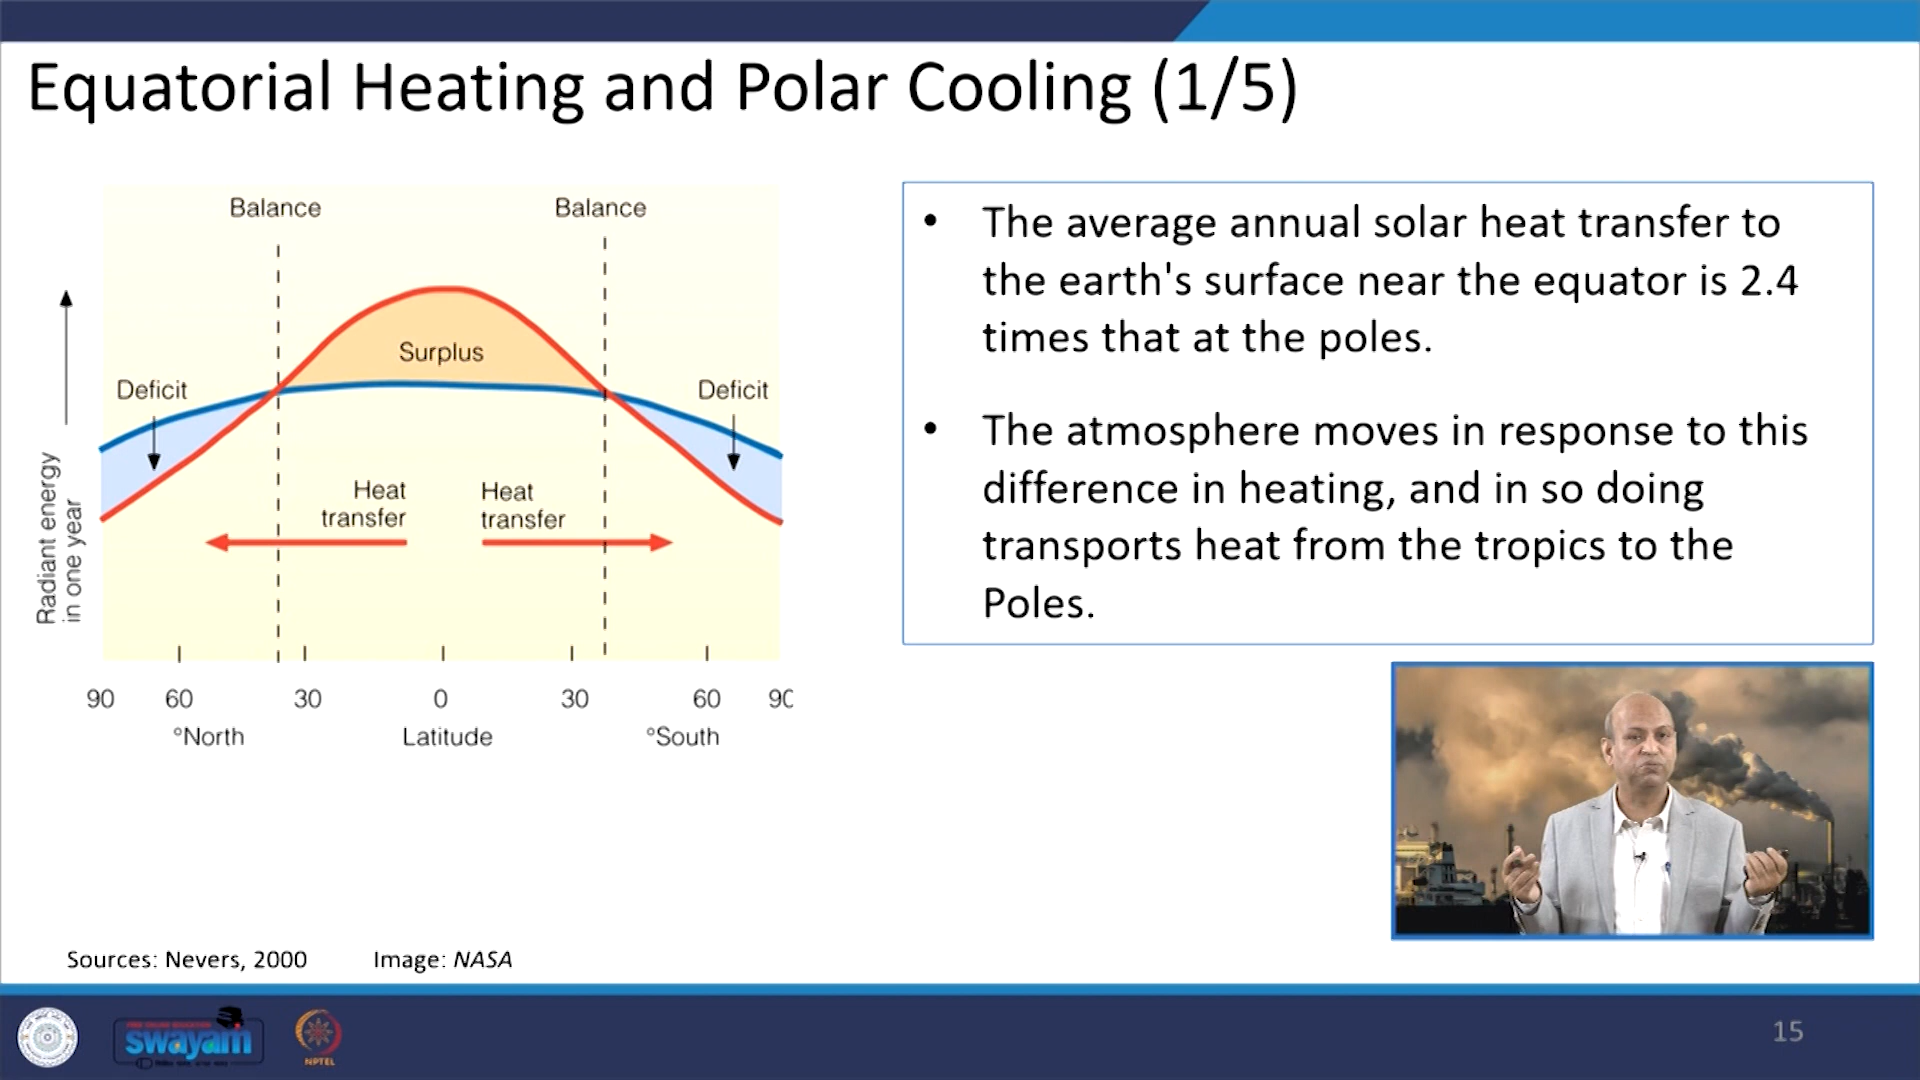 Equatorial Heating and Polar Cooling (1/5)
Balance
Balance
Surplus
Deficit
Deficit
Heat
transfer
Heat
transfer
Radiant energy
in one year
90
60
30
0
30
60
90
°North
Latitude
°South
• The average annual solar heat transfer to
the earth's surface near the equator is 2.4
times that at the poles.
• The atmosphere moves in response to this
difference in heating, and in so doing
transports heat from the tropics to the
Poles.
Sources: Nevers, 2000
Image: NASA
swayam
NPTEL
15